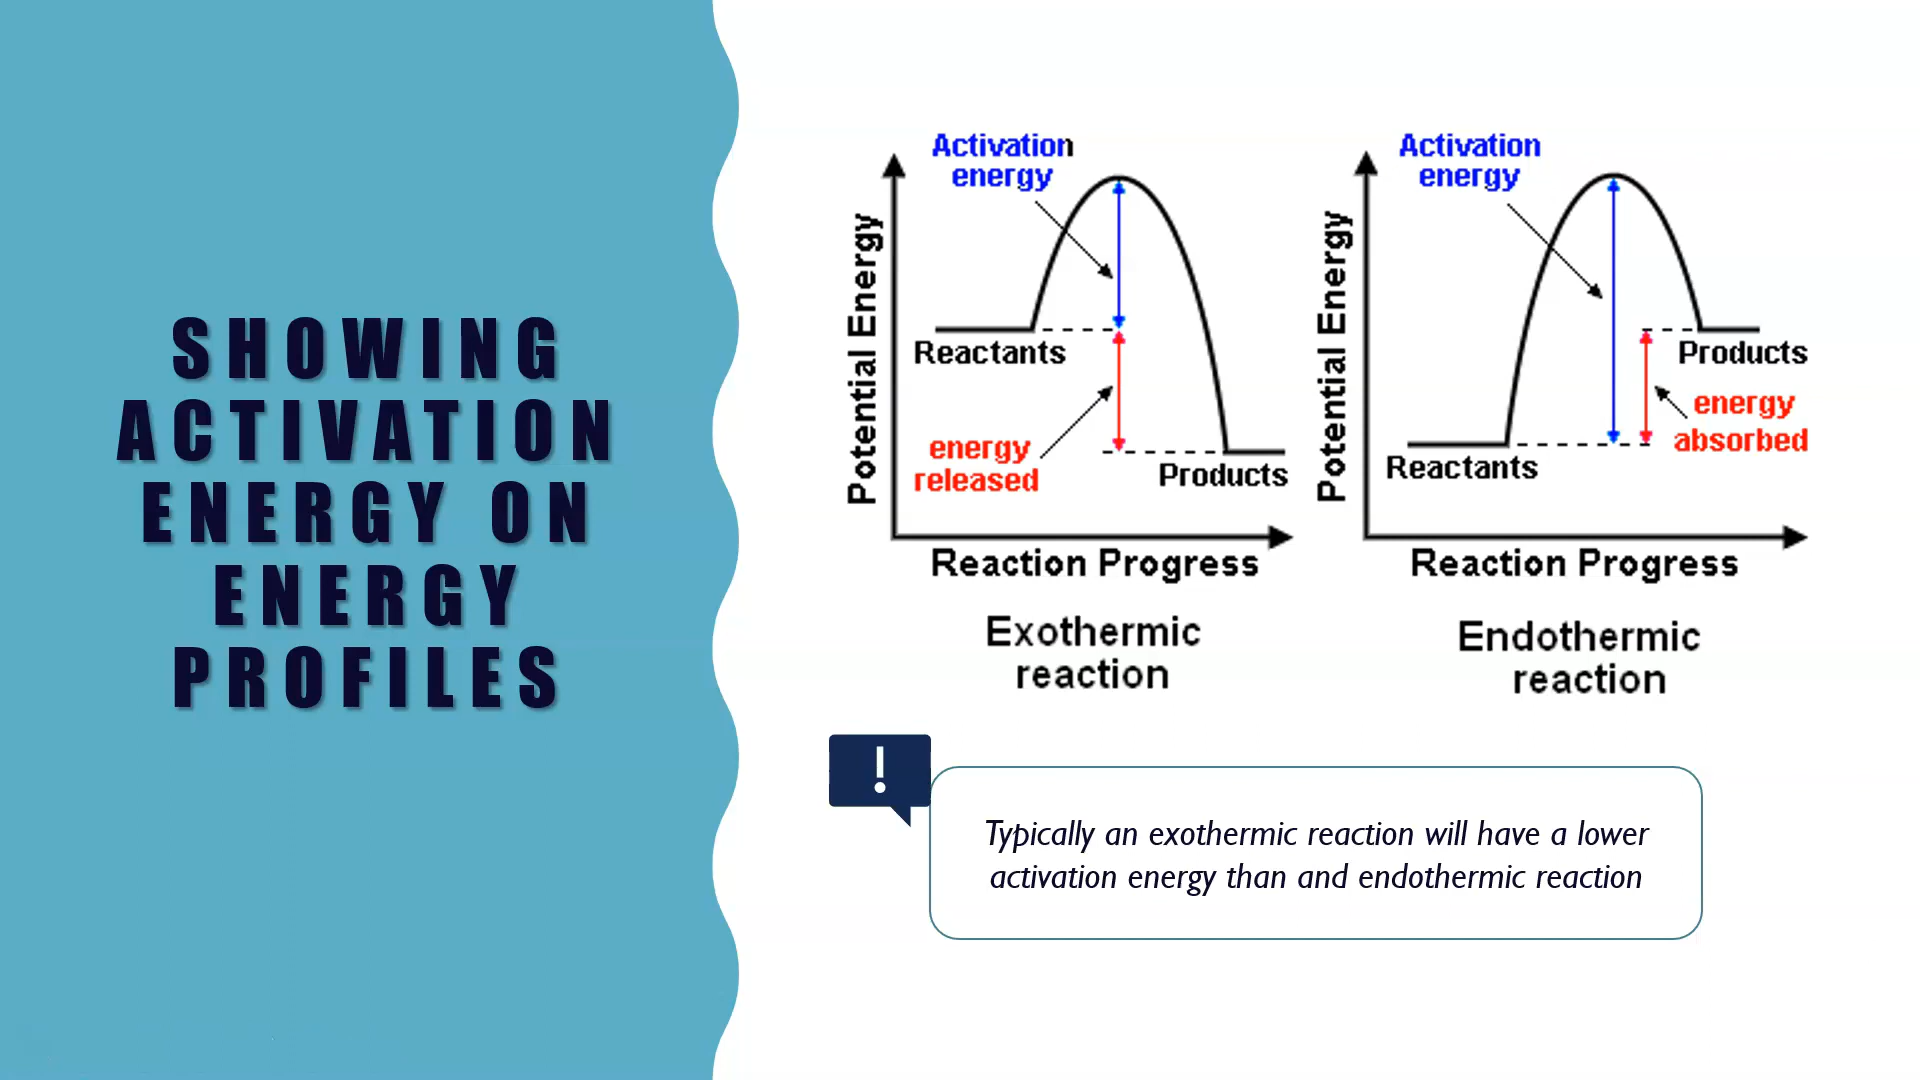 SHOWING
ACTIVATION
ENERGY ON
ENERGY
PROFILES
Activation
energy
Potential Energy
Reactants
energy
released
Products
Reaction Progress
Exothermic
reaction
Activation
energy
Potential Energy
Products
energy
absorbed
Reactants
Reaction Progress
Endothermic
reaction
!
Typically an exothermic reaction will have a lower
activation energy than and endothermic reaction